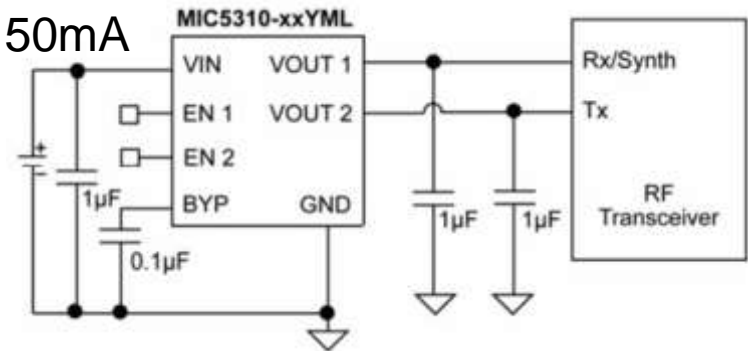 MIC5310-xxYML
50mA
VIN VOUT 1 Rx/Synth
EN 1 VOUT 2 Tx
EN 2
BYP GND
RF
Transceiver
1µF 1µF 1µF
0.1µF
+
-